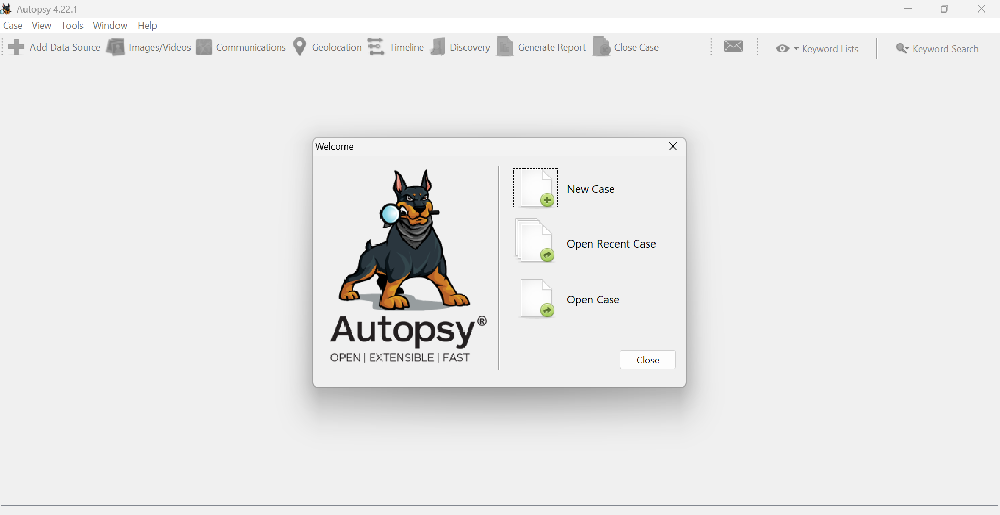 Autopsy 4.22.1
Case View Tools Window Help
Add Data Source Images/Videos Communications Geolocation Timeline Discovery Generate Report Close Case Keyword Lists Keyword Search
Welcome
New Case
Open Recent Case
Open Case
Autopsy®
OPEN | EXTENSIBLE | FAST
Close